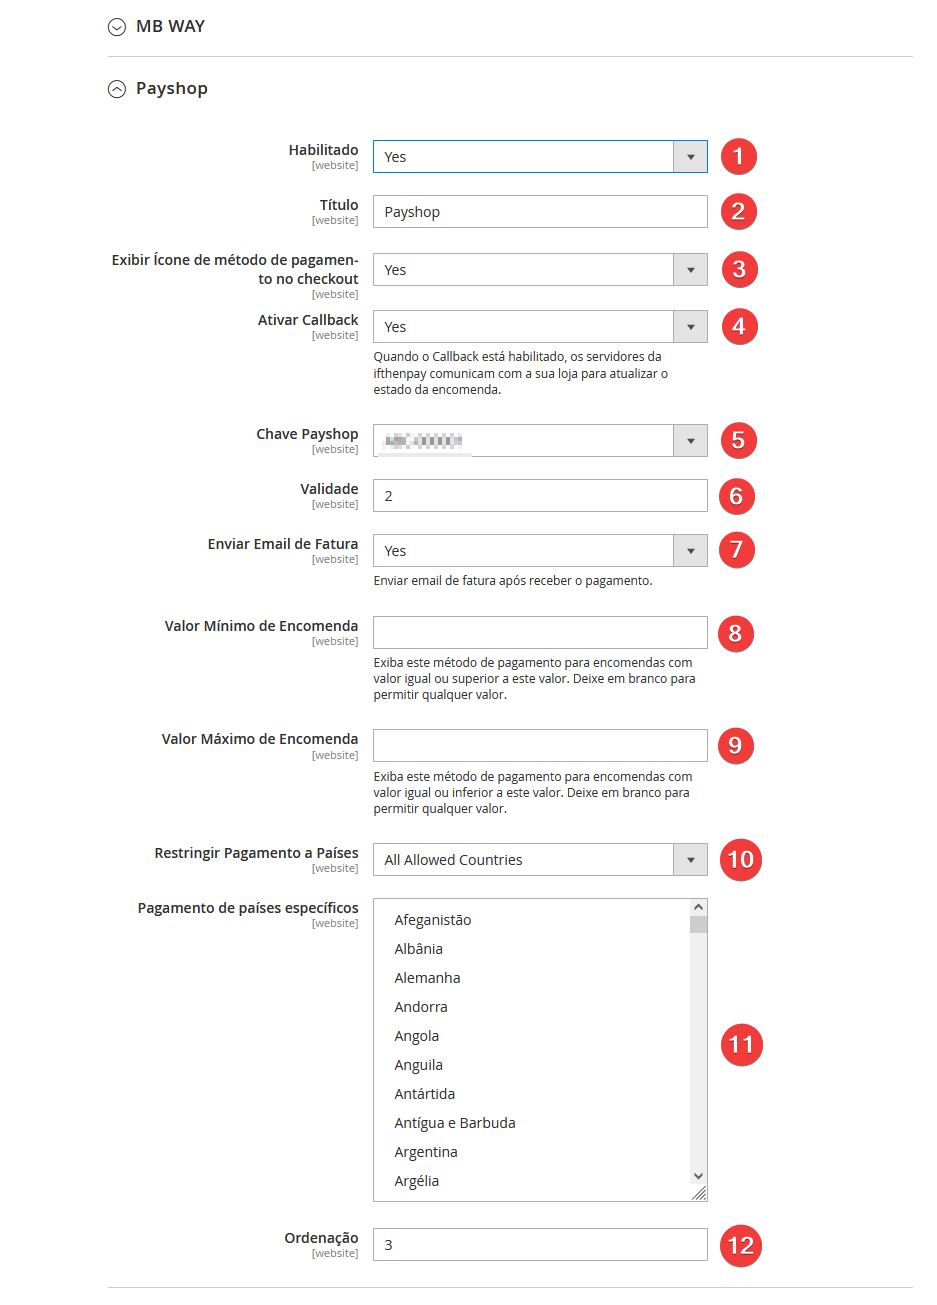 MB WAY
Payshop
Habilitado
[website]
Yes
1
Título
[website]
Payshop
2
Exibir Ícone de método de pagamen-
to no checkout
[website]
Yes
3
Ativar Callback
[website]
Yes
4
Quando o Callback está habilitado, os servidores da
ifthenpay comunicam com a sua loja para atualizar o
estado da encomenda.
Chave Payshop
[website]
5
Validade
[website]
2
6
Enviar Email de Fatura
[website]
Yes
7
Enviar email de fatura após receber o pagamento.
Valor Mínimo de Encomenda
[website]
8
Exiba este método de pagamento para encomendas com
valor igual ou superior a este valor. Deixe em branco para
permitir qualquer valor.
Valor Máximo de Encomenda
[website]
9
Exiba este método de pagamento para encomendas com
valor igual ou inferior a este valor. Deixe em branco para
permitir qualquer valor.
Restringir Pagamento a Países
[website]
All Allowed Countries
10
Pagamento de países específicos
[website]
Afeganistão
Albânia
Alemanha
Andorra
Angola
Anguila
Antártida
Antígua e Barbuda
Argentina
Argélia
11
Ordenação
[website]
3
12